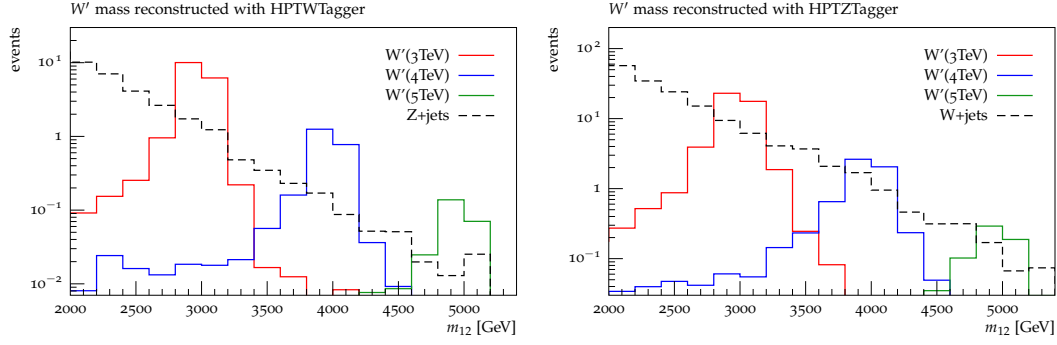 W′ mass reconstructed with HPTWTagger
events
10¹
1
10⁻¹
10⁻²
W'(3TeV)
W'(4TeV)
W'(5TeV)
Z+jets
2000 2500 3000 3500 4000 4500 5000
m₁₂ [GeV]
W′ mass reconstructed with HPTZTagger
events
10²
10¹
1
10⁻¹
W'(3TeV)
W'(4TeV)
W'(5TeV)
W+jets
2000 2500 3000 3500 4000 4500 5000
m₁₂ [GeV]